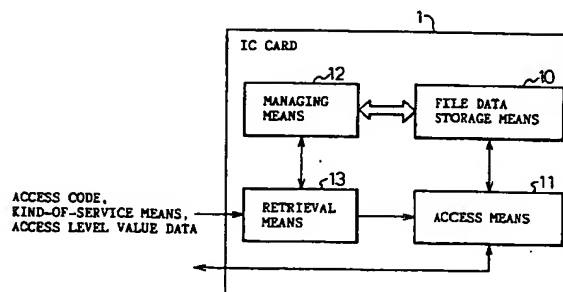 1
IC CARD
12
10
MANAGING
MEANS
FILE DATA
STORAGE MEANS
13
11
ACCESS CODE,
KIND-OF-SERVICE MEANS,
ACCESS LEVEL VALUE DATA
RETRIEVAL
MEANS
ACCESS MEANS